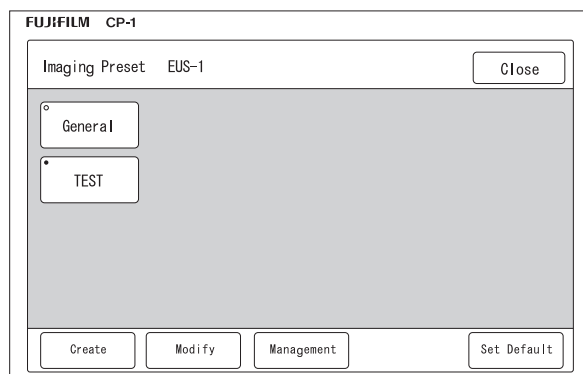 FUJIFILM CP-1
Imaging Preset EUS-1
Close
General
TEST
Create Modify Management Set Default